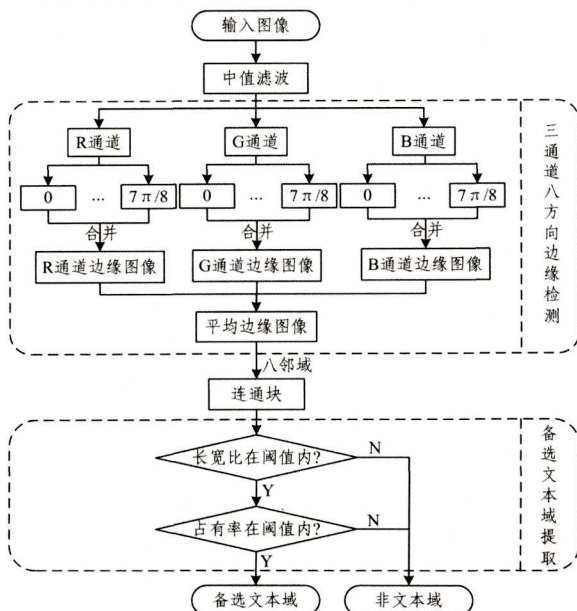 输入图像
中值滤波
R通道 G通道 B通道
0 … 7π/8 0 … 7π/8 0 … 7π/8
合并 合并 合并
R通道边缘图像 G通道边缘图像 B通道边缘图像
平均边缘图像
三通道八方向边缘检测
八邻域
连通块
长宽比在阈值内? N
Y
占有率在阈值内? N
Y
备选文本域提取
备选文本域 非文本域